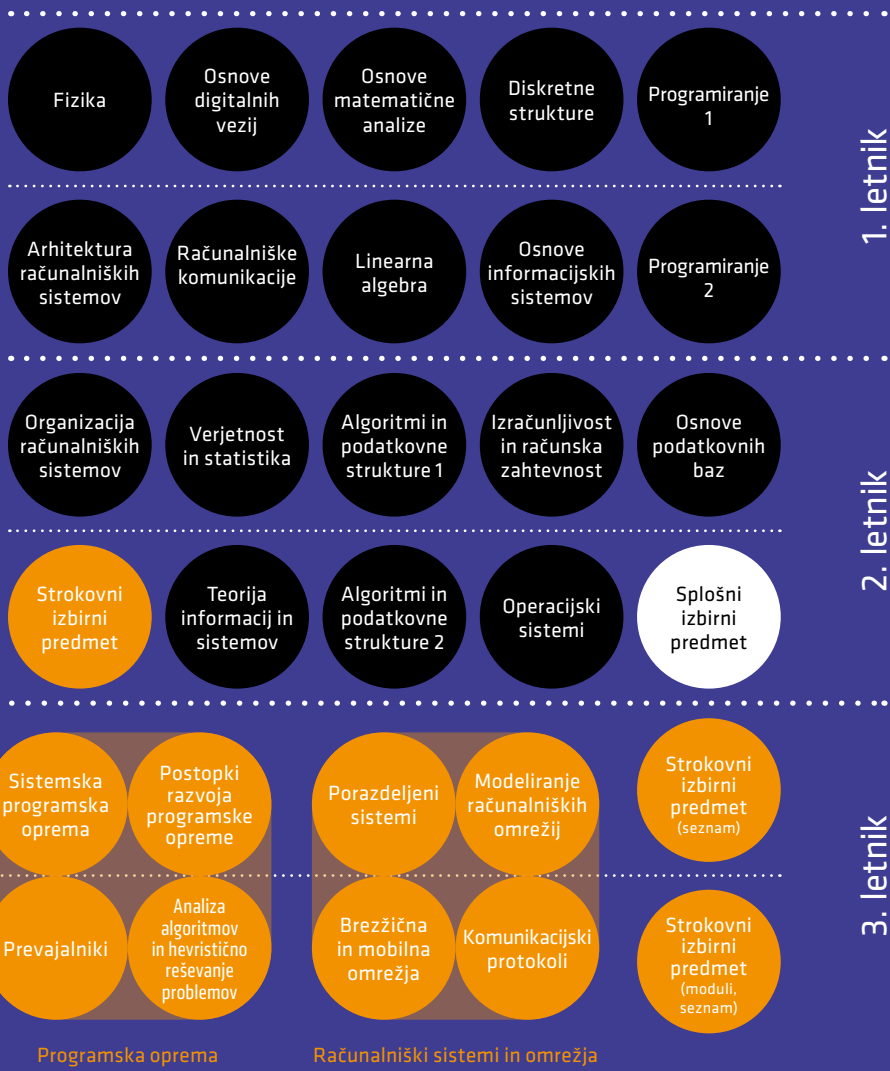 Fizika
Osnove
digitalnih
vezij
Osnove
matematične
analize
Diskretne
strukture
Programiranje
1
Arhitektura
računalniških
sistemov
Računalniške
komunikacije
Linearna
algebra
Osnove
informacijskih
sistemov
Programiranje
2
1. letnik
Organizacija
računalniških
sistemov
Verjetnost
in statistika
Algoritmi in
podatkovne
strukture 1
Izračunljivost
in računska
zahtevnost
Osnove
podatkovnih
baz
Strokovni
izbirni
predmet
Teorija
informacij in
sistemov
Algoritmi in
podatkovne
strukture 2
Operacijski
sistemi
Splošni
izbirni
predmet
2. letnik
Sistemska
programska
oprema
Postopki
razvoja
programske
opreme
Porazdeljeni
sistemi
Modeliranje
računalniških
omrežij
Strokovni
izbirni
predmet
(seznam)
Prevajalniki
Analiza
algoritmov
in hevristično
reševanje
problemov
Brezžična
in mobilna
omrežja
Komunikacijski
protokoli
Strokovni
izbirni
predmet
(moduli,
seznam)
3. letnik
Programska oprema
Računalniški sistemi in omrežja